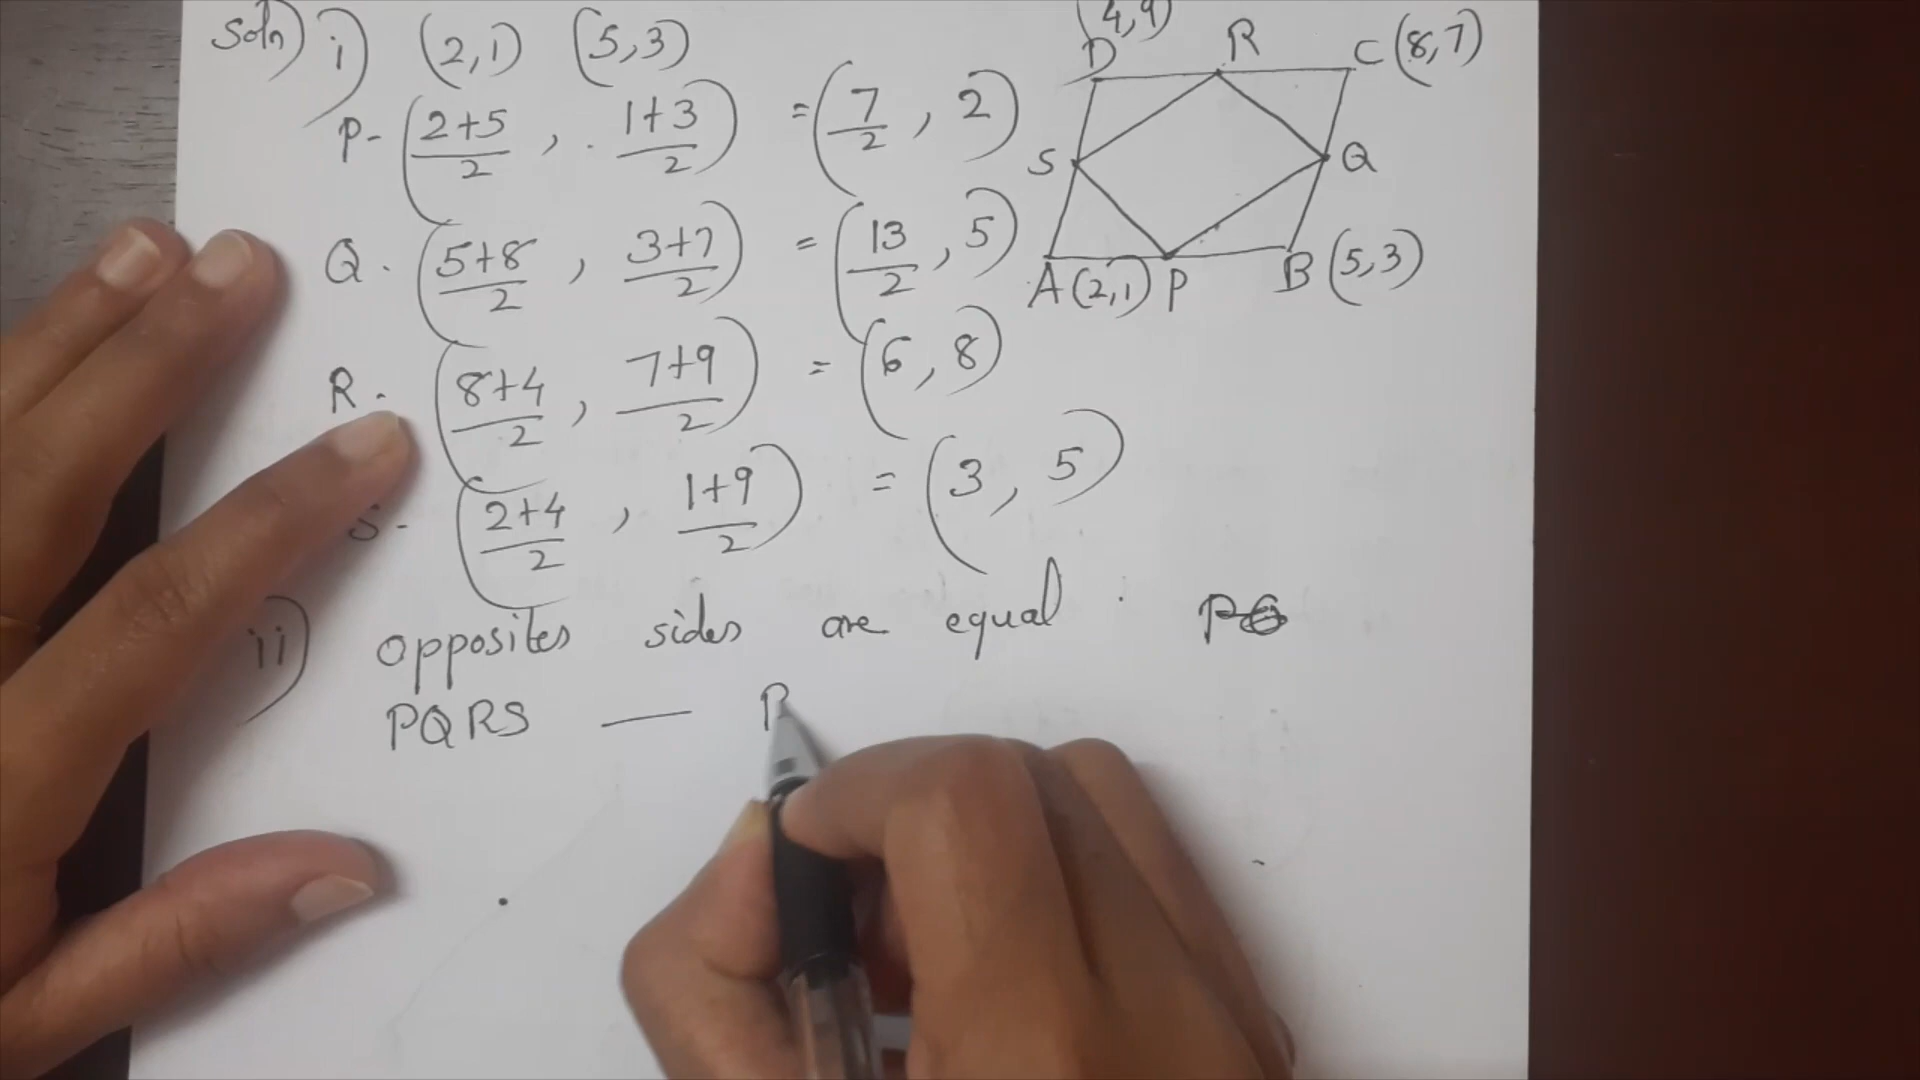 Soln) i) (2,1) (5,3)
P- (2+5/2, 1+3/2) = (7/2, 2)
Q. (5+8/2, 3+7/2) = (13/2, 5)
R. (8+4/2, 7+9/2) = (6, 8)
S- (2+4/2, 1+9/2) = (3, 5)
ii) opposites sides are equal. P
PQRS — P
(4,9)
D R C (8,7)
S Q
A (2,1) P B (5,3)